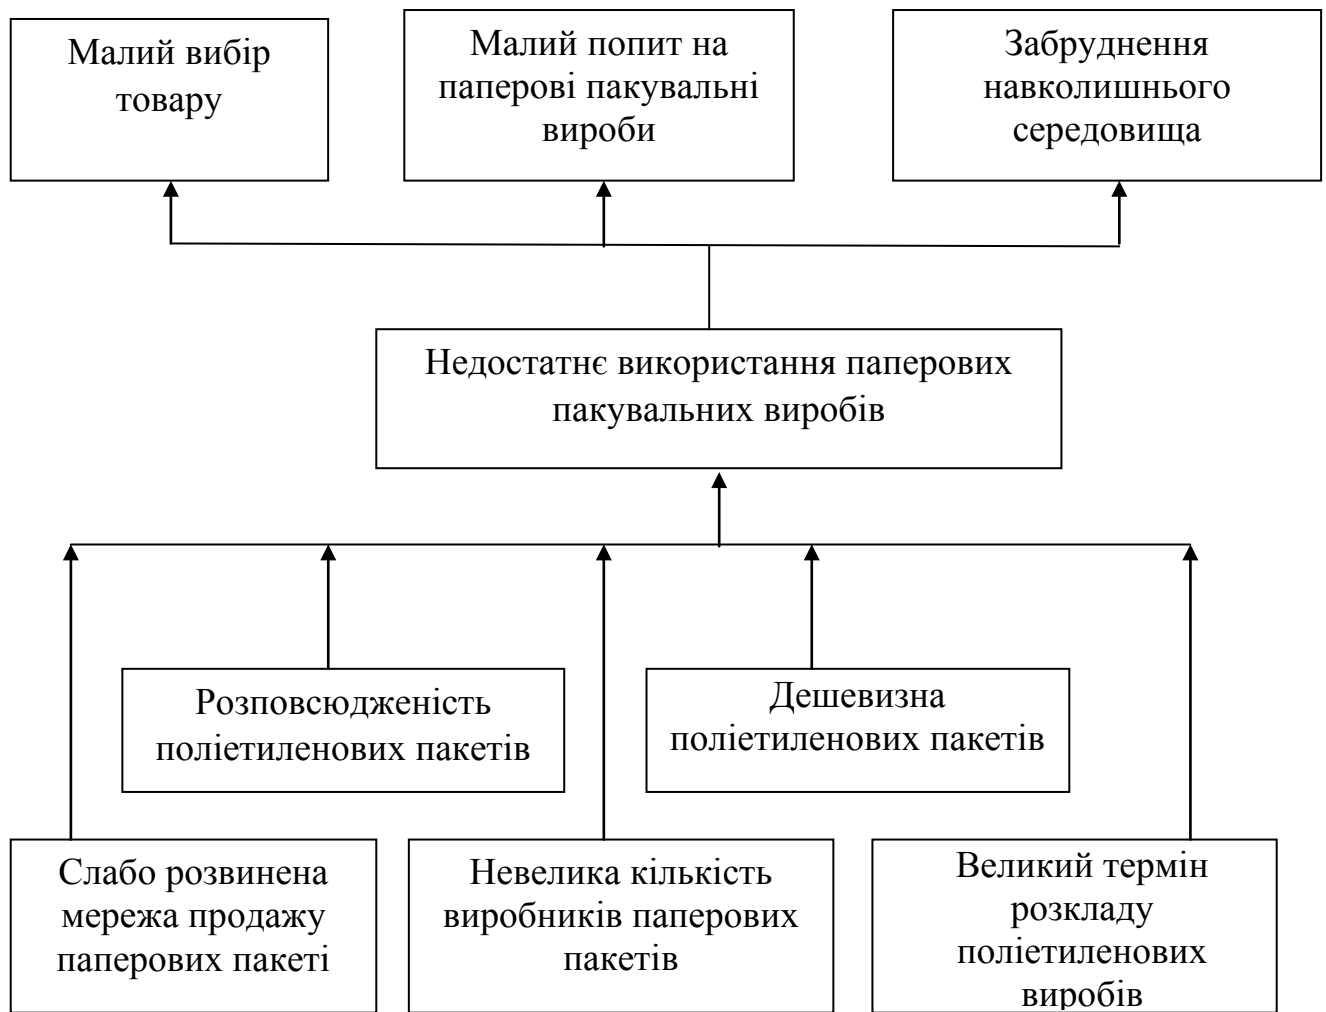 Малий вибір
товару
Малий попит на
паперові пакувальні
вироби
Забруднення
навколишнього
середовища
Недостатнє використання паперових
пакувальних виробів
Розповсюдженість
поліетиленових пакетів
Дешевизна
поліетиленових пакетів
Слабо розвинена
мережа продажу
паперових пакеті
Невелика кількість
виробників паперових
пакетів
Великий термін
розкладу
поліетиленових
виробів